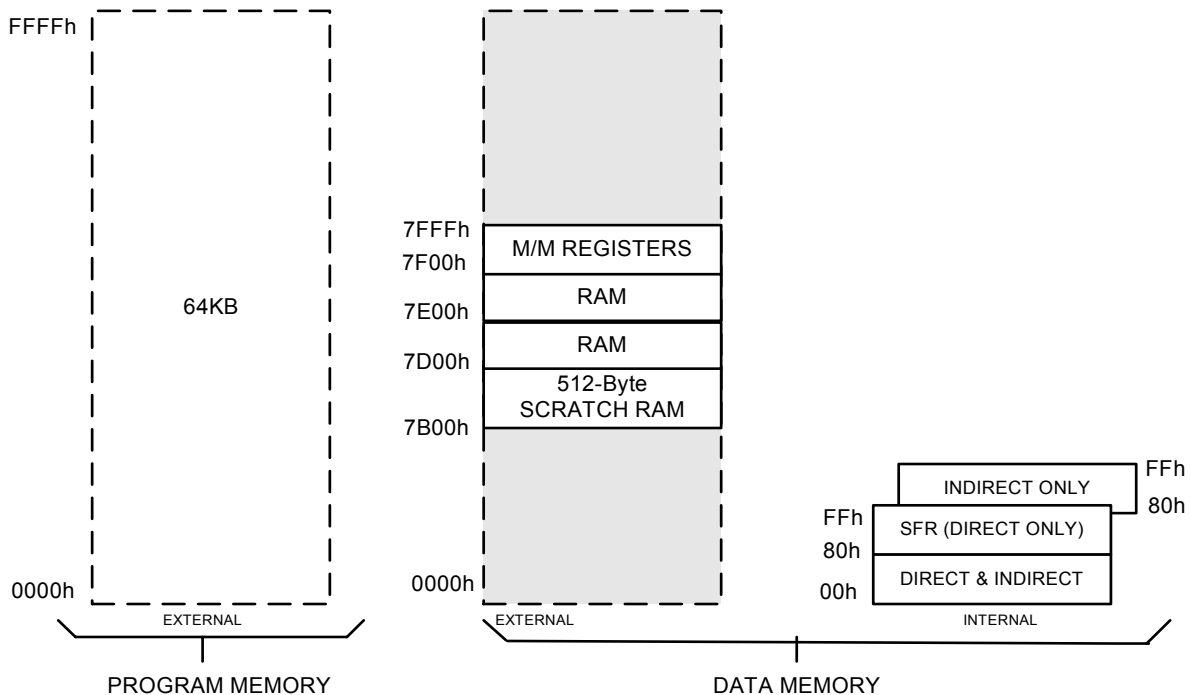 FFFFh
64KB
0000h
EXTERNAL
PROGRAM MEMORY
7FFFh
M/M REGISTERS
7F00h
RAM
7E00h
RAM
7D00h
512-Byte
SCRATCH RAM
7B00h
0000h
EXTERNAL
INDIRECT ONLY
FFh
80h
FFh
SFR (DIRECT ONLY)
80h
DIRECT & INDIRECT
00h
INTERNAL
DATA MEMORY